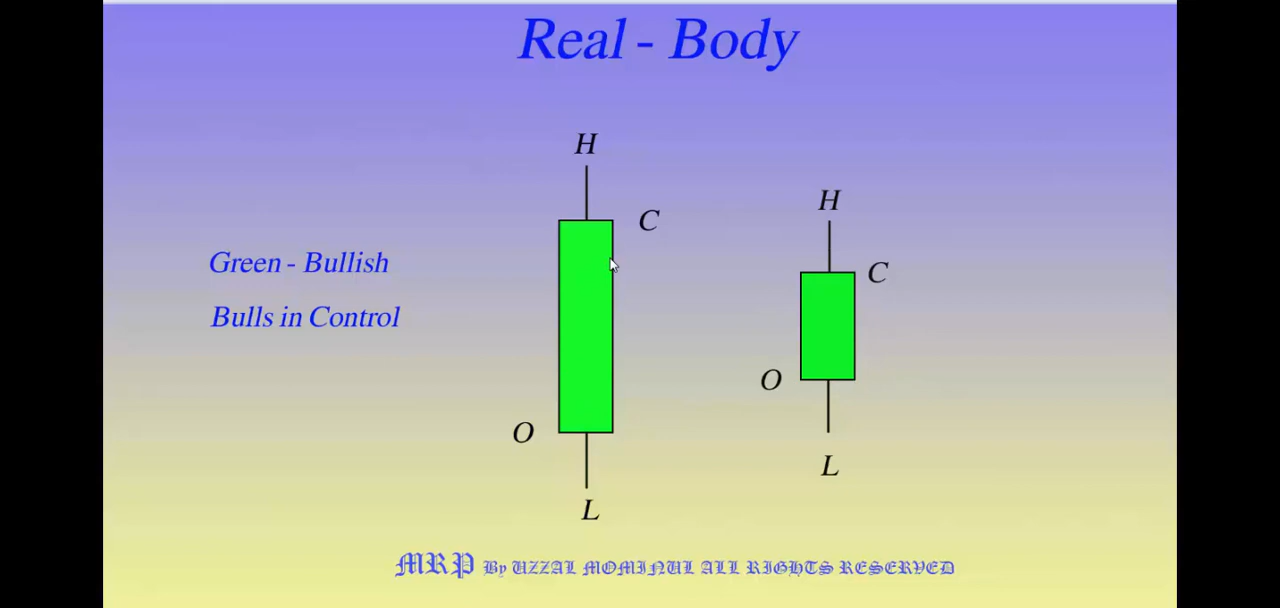 Real - Body
H
C
H
Green - Bullish
C
Bulls in Control
O
O
L
L
MRP By UZZAL MOMINUL ALL RIGHTS RESERVED